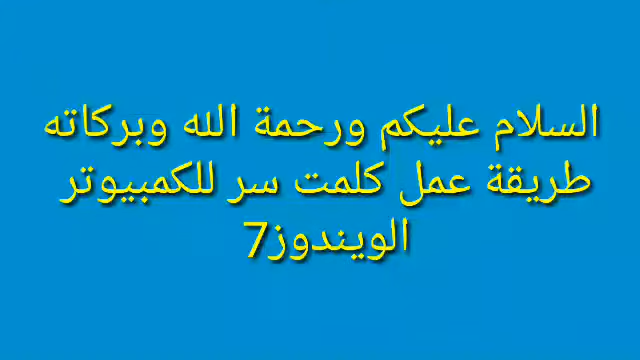 السلام عليكم ورحمة الله وبركاته
طريقة عمل كلمت سر للكمبيوتر
الويندوز7